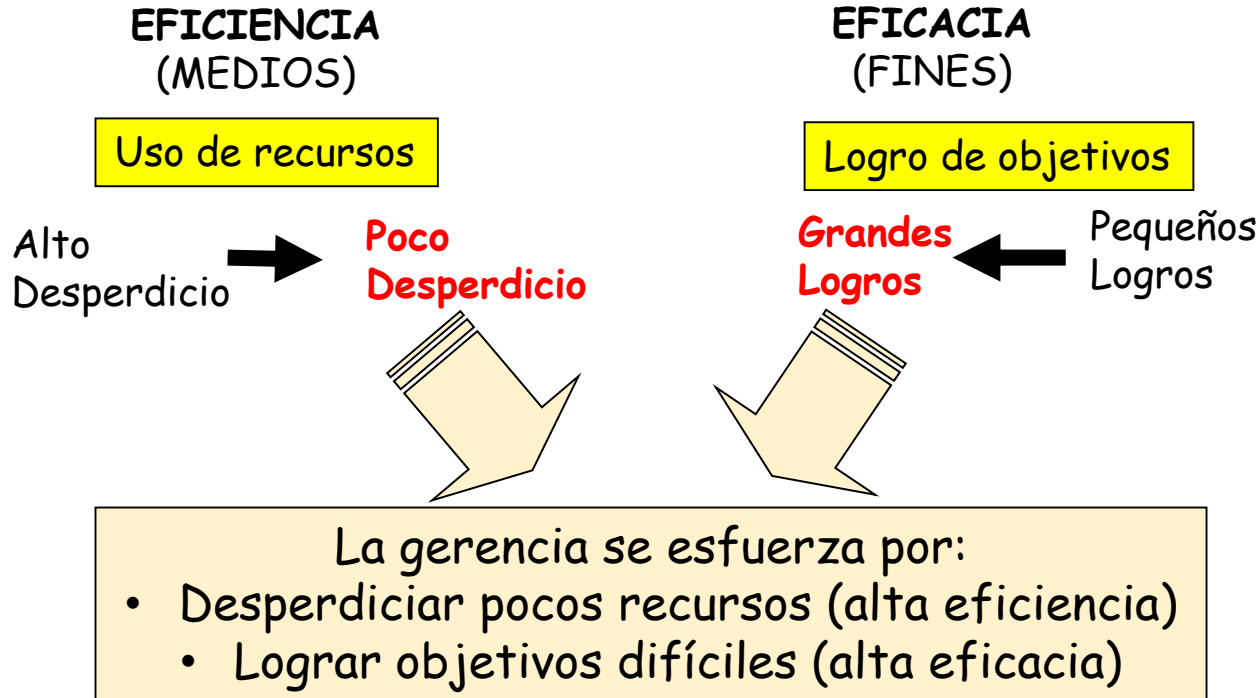 EFICIENCIA
(MEDIOS)
Uso de recursos
Alto
Desperdicio
Poco
Desperdicio
EFICACIA
(FINES)
Logro de objetivos
Grandes
Logros
Pequeños
Logros
La gerencia se esfuerza por:
• Desperdiciar pocos recursos (alta eficiencia)
• Lograr objetivos difíciles (alta eficacia)